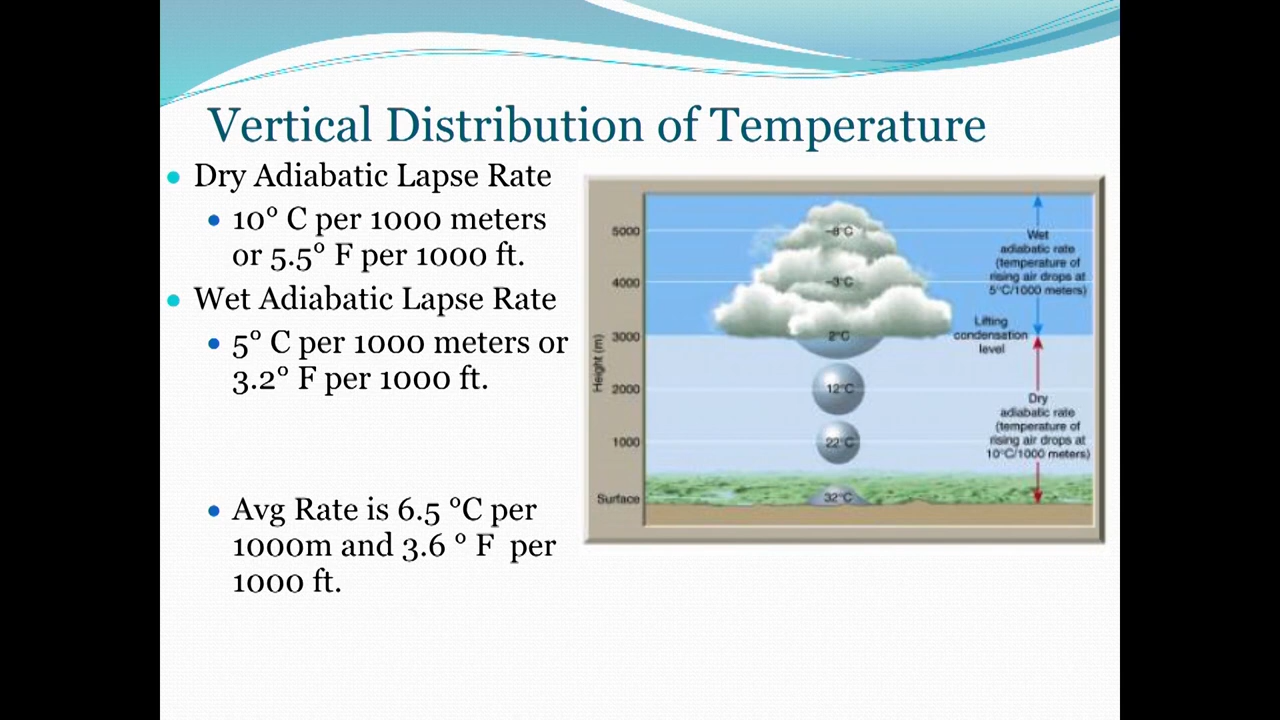 Vertical Distribution of Temperature
Dry Adiabatic Lapse Rate
10° C per 1000 meters
or 5.5° F per 1000 ft.
Wet Adiabatic Lapse Rate
5° C per 1000 meters or
3.2° F per 1000 ft.
Avg Rate is 6.5 °C per
1000m and 3.6 ° F per
1000 ft.
Height (m)
5000
4000
3000
2000
1000
Surface
–8°C
–3°C
2°C
12°C
22°C
32°C
Wet
adiabatic rate
(temperature of
rising air drops at
5°C/1000 meters)
Lifting
condensation
level
Dry
adiabatic rate
(temperature of
rising air drops at
10°C/1000 meters)